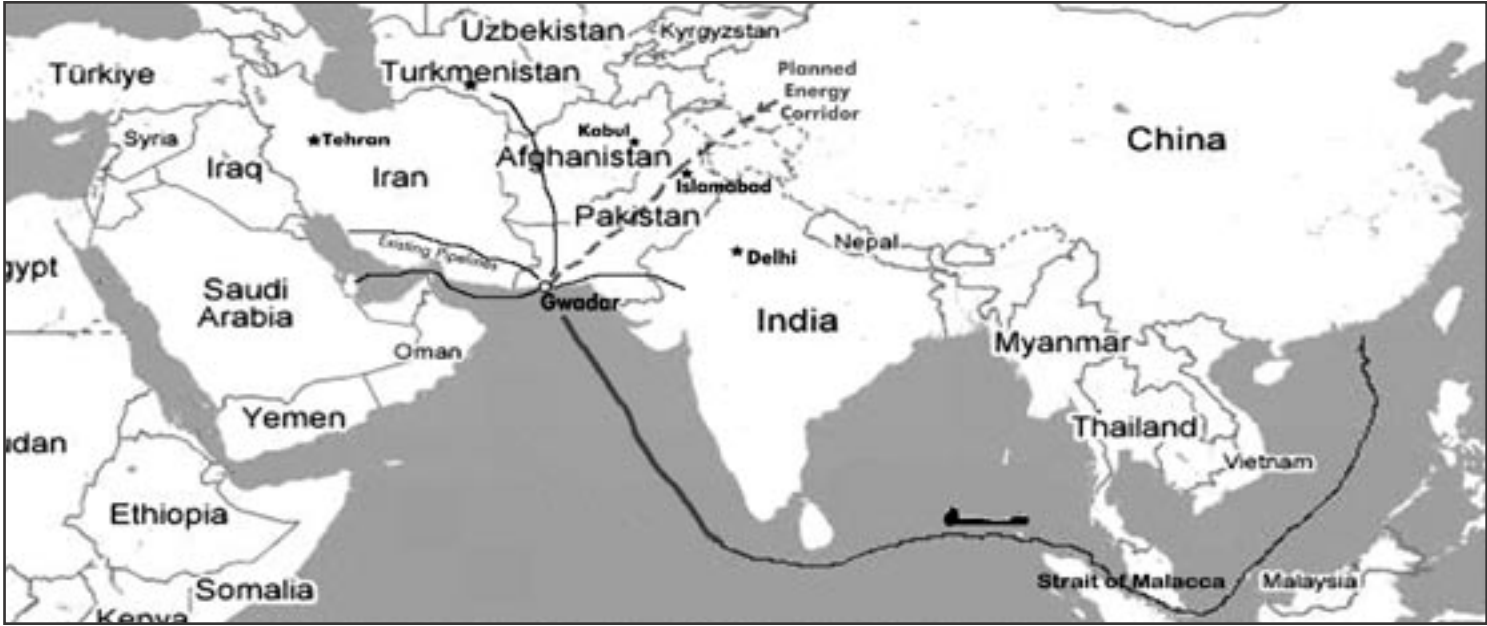 Uzbekistan
Kyrgyzstan
Türkiye
Turkmenistan
Planned
Energy
Corridor
Syria
Tehran
Kabul
China
Iraq
Iran
Afghanistan
Islamabad
Pakistan
Nepal
Existing Pipelines
Delhi
gypt
Saudi
Arabia
Gwadar
India
Oman
Myanmar
Yemen
Thailand
udan
Vietnam
Ethiopia
Strait of Malacca
Malaysia
Somalia
Kenya